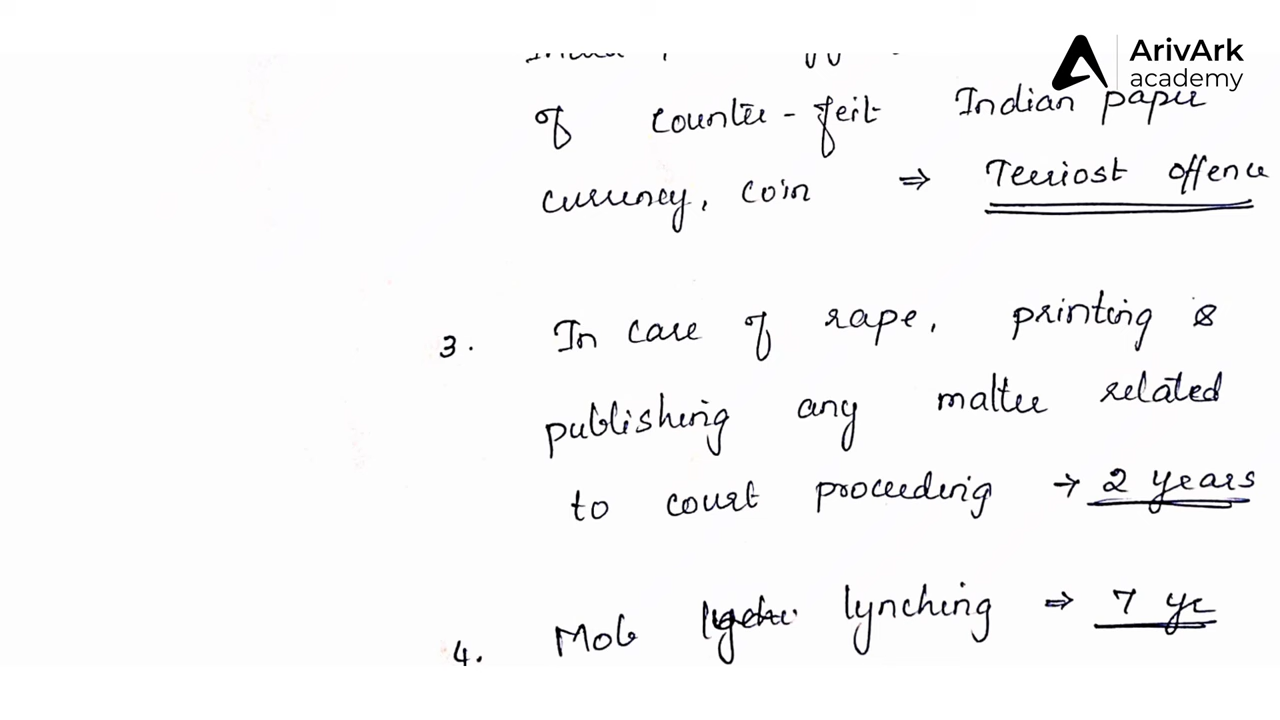 ArivArk
academy
of counter-feit Indian paper
currency, coin ⇒ Terriost offence
3. In case of rape, printing &
publishing any matter related
to court proceeding → 2 years
4. Mob lynching ⇒ 7 yr